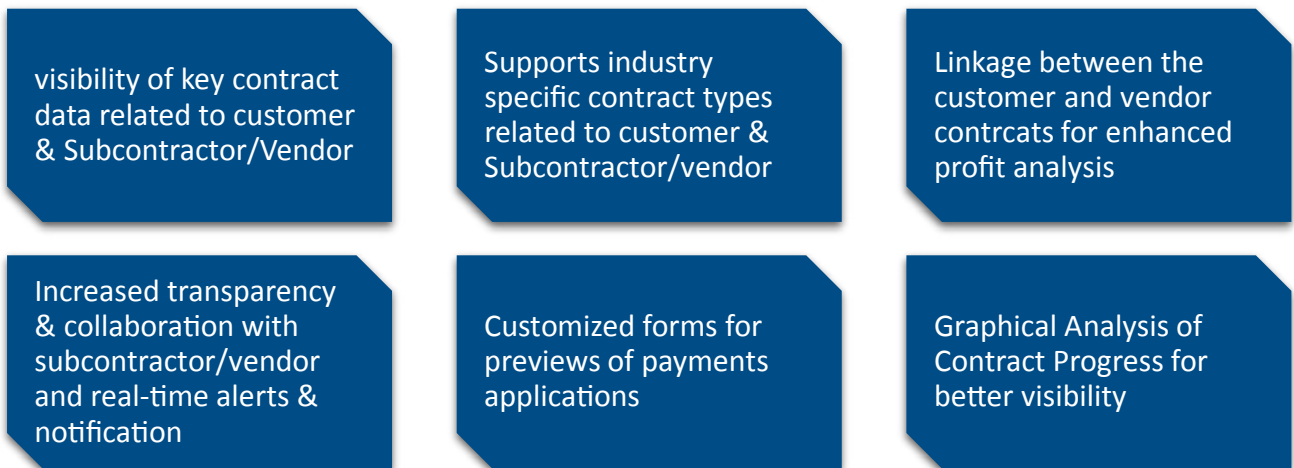 visibility of key contract
data related to customer
& Subcontractor/Vendor
Supports industry
specific contract types
related to customer &
Subcontractor/vendor
Linkage between the
customer and vendor
contrcats for enhanced
profit analysis
Increased transparency
& collaboration with
subcontractor/vendor
and real-time alerts &
notification
Customized forms for
previews of payments
applications
Graphical Analysis of
Contract Progress for
better visibility